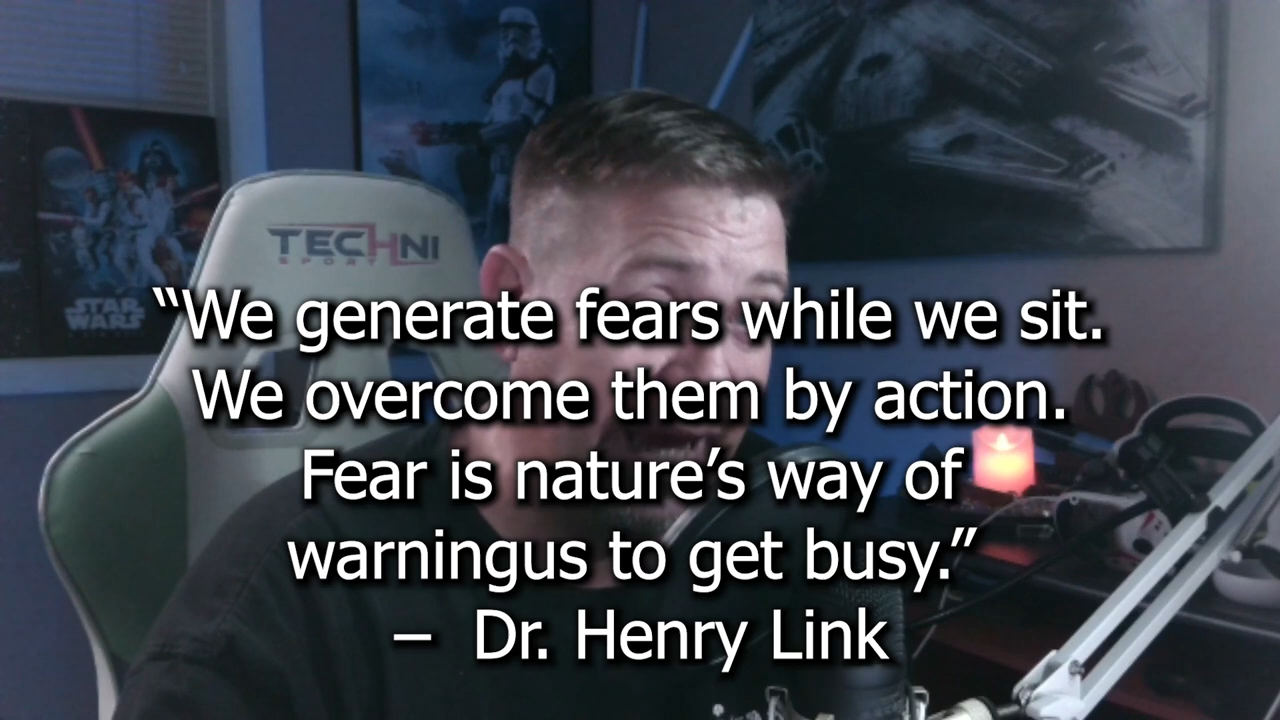 TECHNI
SPORT
STAR
WARS
“We generate fears while we sit.
We overcome them by action.
Fear is nature’s way of
warningus to get busy.”
– Dr. Henry Link